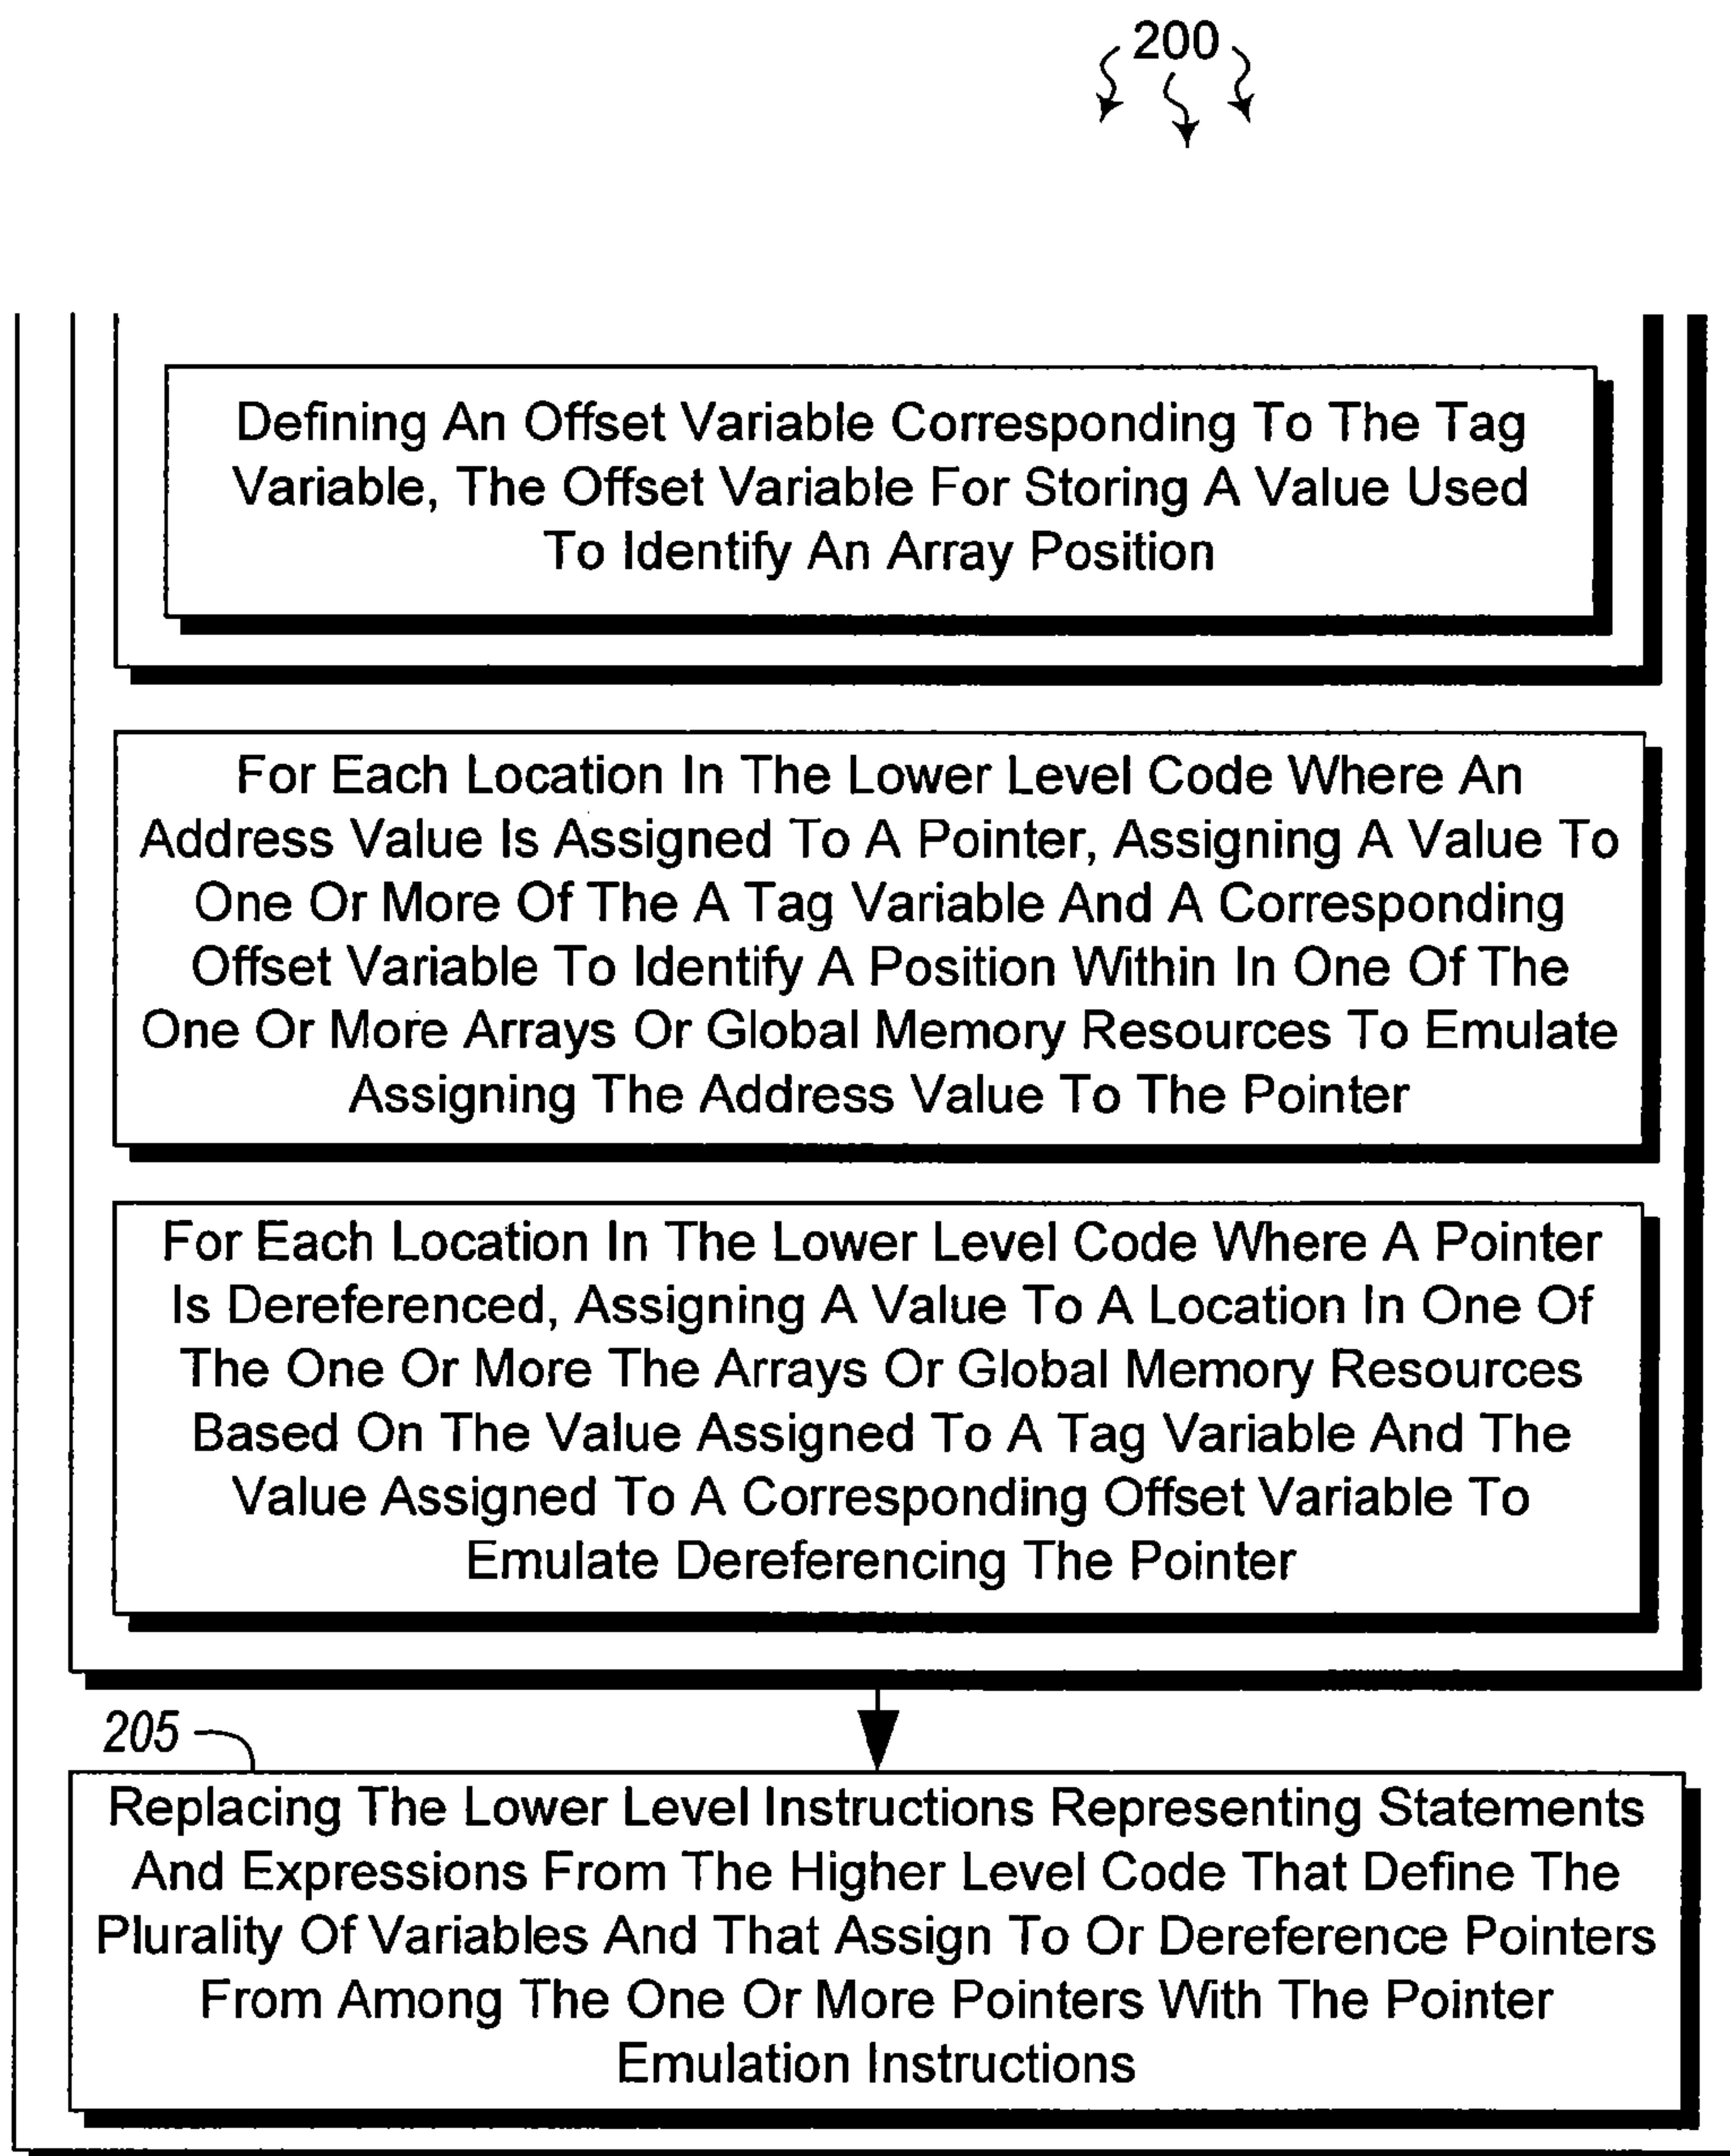 200
Defining An Offset Variable Corresponding To The Tag
Variable, The Offset Variable For Storing A Value Used
To Identify An Array Position
For Each Location In The Lower Level Code Where An
Address Value Is Assigned To A Pointer, Assigning A Value To
One Or More Of The A Tag Variable And A Corresponding
Offset Variable To Identify A Position Within In One Of The
One Or More Arrays Or Global Memory Resources To Emulate
Assigning The Address Value To The Pointer
For Each Location In The Lower Level Code Where A Pointer
Is Dereferenced, Assigning A Value To A Location In One Of
The One Or More The Arrays Or Global Memory Resources
Based On The Value Assigned To A Tag Variable And The
Value Assigned To A Corresponding Offset Variable To
Emulate Dereferencing The Pointer
205
Replacing The Lower Level Instructions Representing Statements
And Expressions From The Higher Level Code That Define The
Plurality Of Variables And That Assign To Or Dereference Pointers
From Among The One Or More Pointers With The Pointer
Emulation Instructions